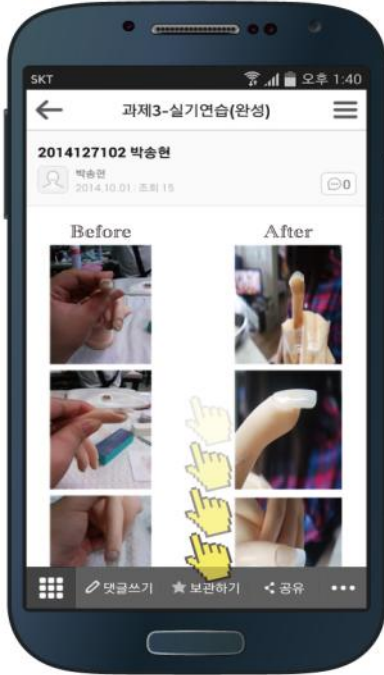 SKT 오후 1:40
과제3-실기연습(완성)
2014127102 박송현
박송현
2014.10.01 조회 15
0
Before After
댓글쓰기 보관하기 공유